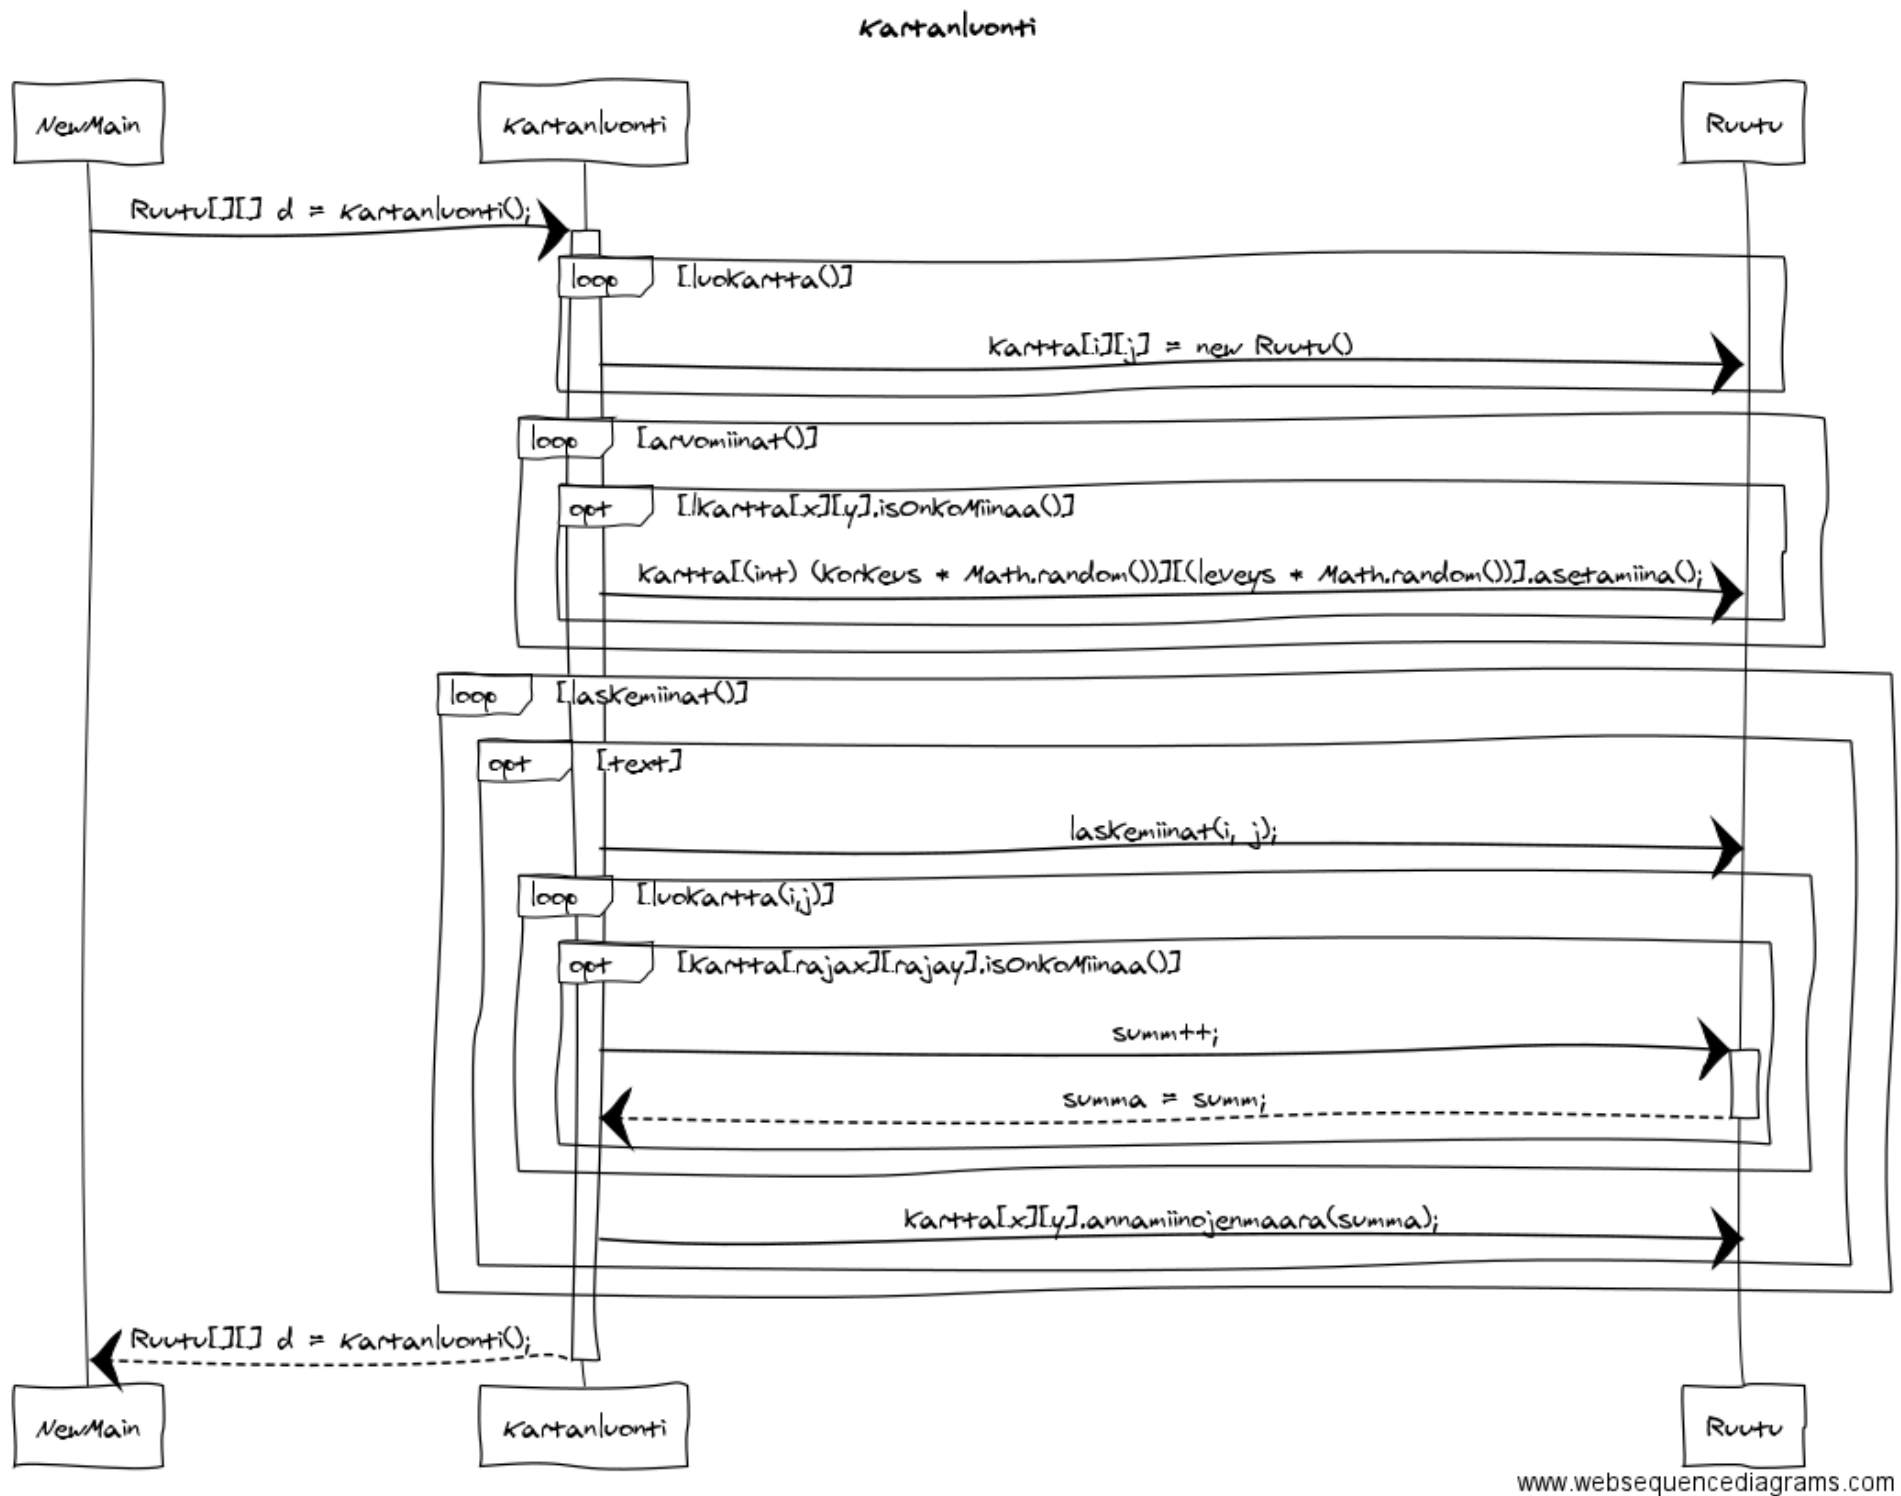 Kartanluonti
NewMain
Kartanluonti
Ruutu
Ruutu[][] d = Kartanluonti();
loop [luokartta()]
kartta[i][j] = new Ruutu()
loop [arvomiinat()]
opt [!kartta[x][y].isOnkoMiinaa()]
kartta[(int) (korkeus * Math.random())][(leveys * Math.random())].asetamiina();
loop [laskemiinat()]
opt [text]
laskemiinat(i, j);
loop [luokartta(i,j)]
opt [kartta[rajax][rajay].isOnkoMiinaa()]
summ++;
summa = summ;
kartta[x][y].annamiinojenmaara(summa);
Ruutu[][] d = Kartanluonti();
NewMain
Kartanluonti
Ruutu
www.websequencediagrams.com